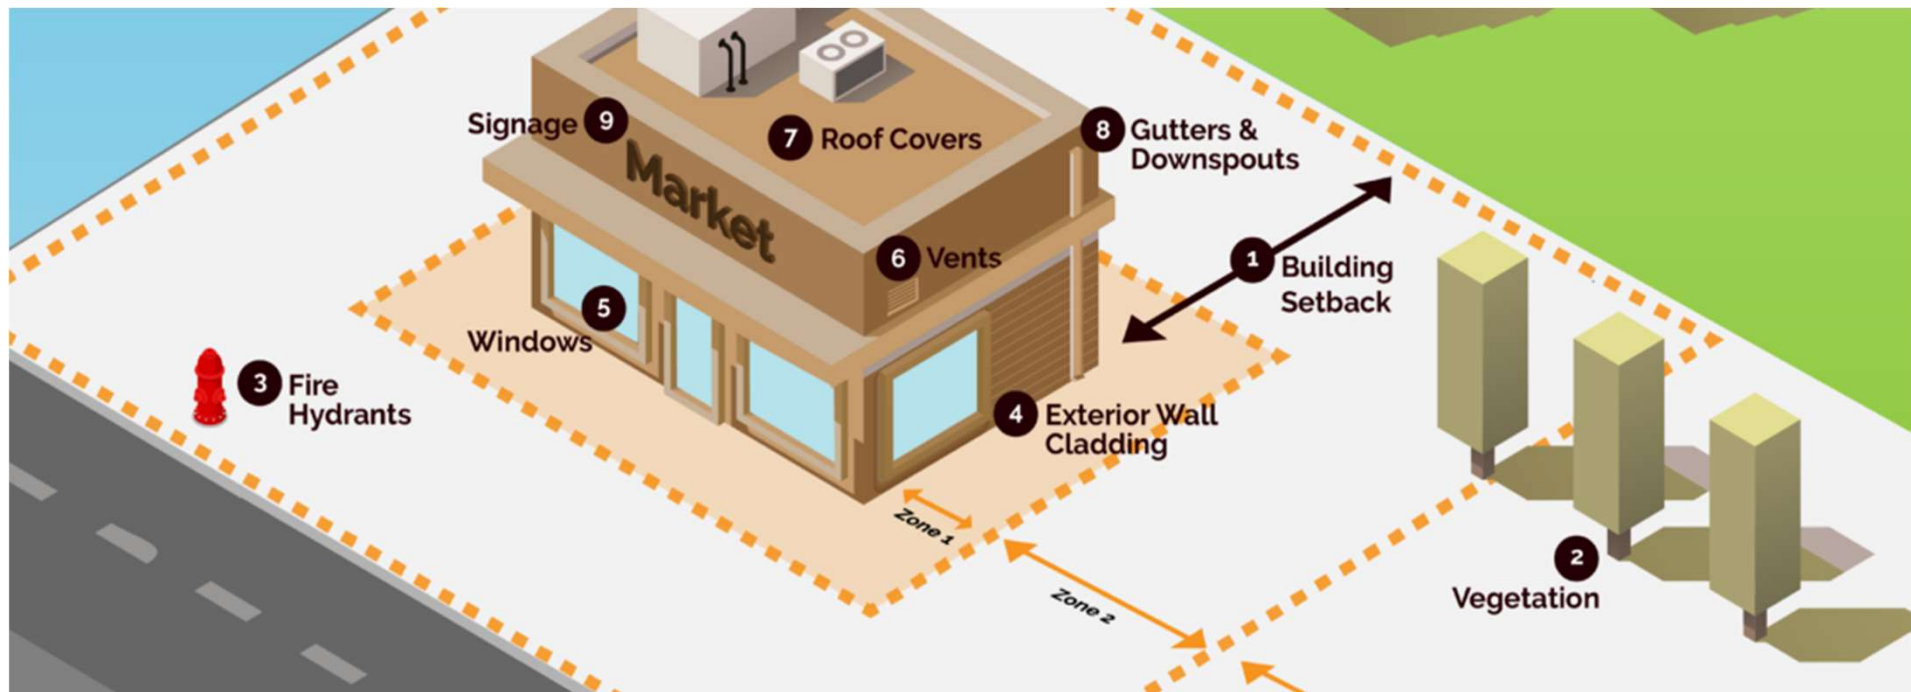 Signage 9
7 Roof Covers
8 Gutters &
Downspouts
Market
6 Vents
1 Building
Setback
5
Windows
3 Fire
Hydrants
4 Exterior Wall
Cladding
Zone 1
Zone 2
2
Vegetation